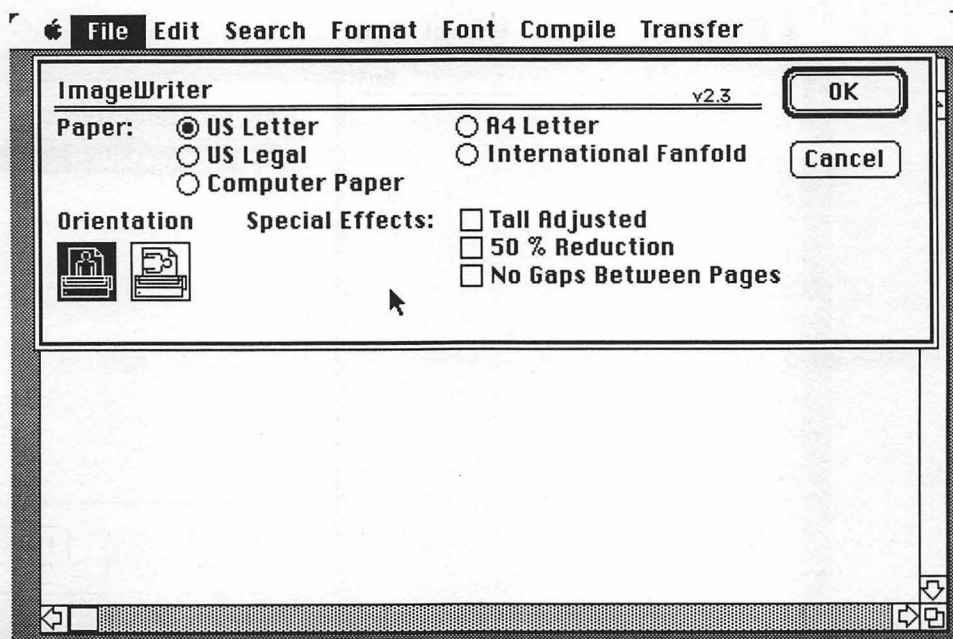 File Edit Search Format Font Compile Transfer
ImageWriter v2.3 OK
Paper: US Letter A4 Letter
US Legal International Fanfold Cancel
Computer Paper
Orientation Special Effects: Tall Adjusted
50 % Reduction
No Gaps Between Pages